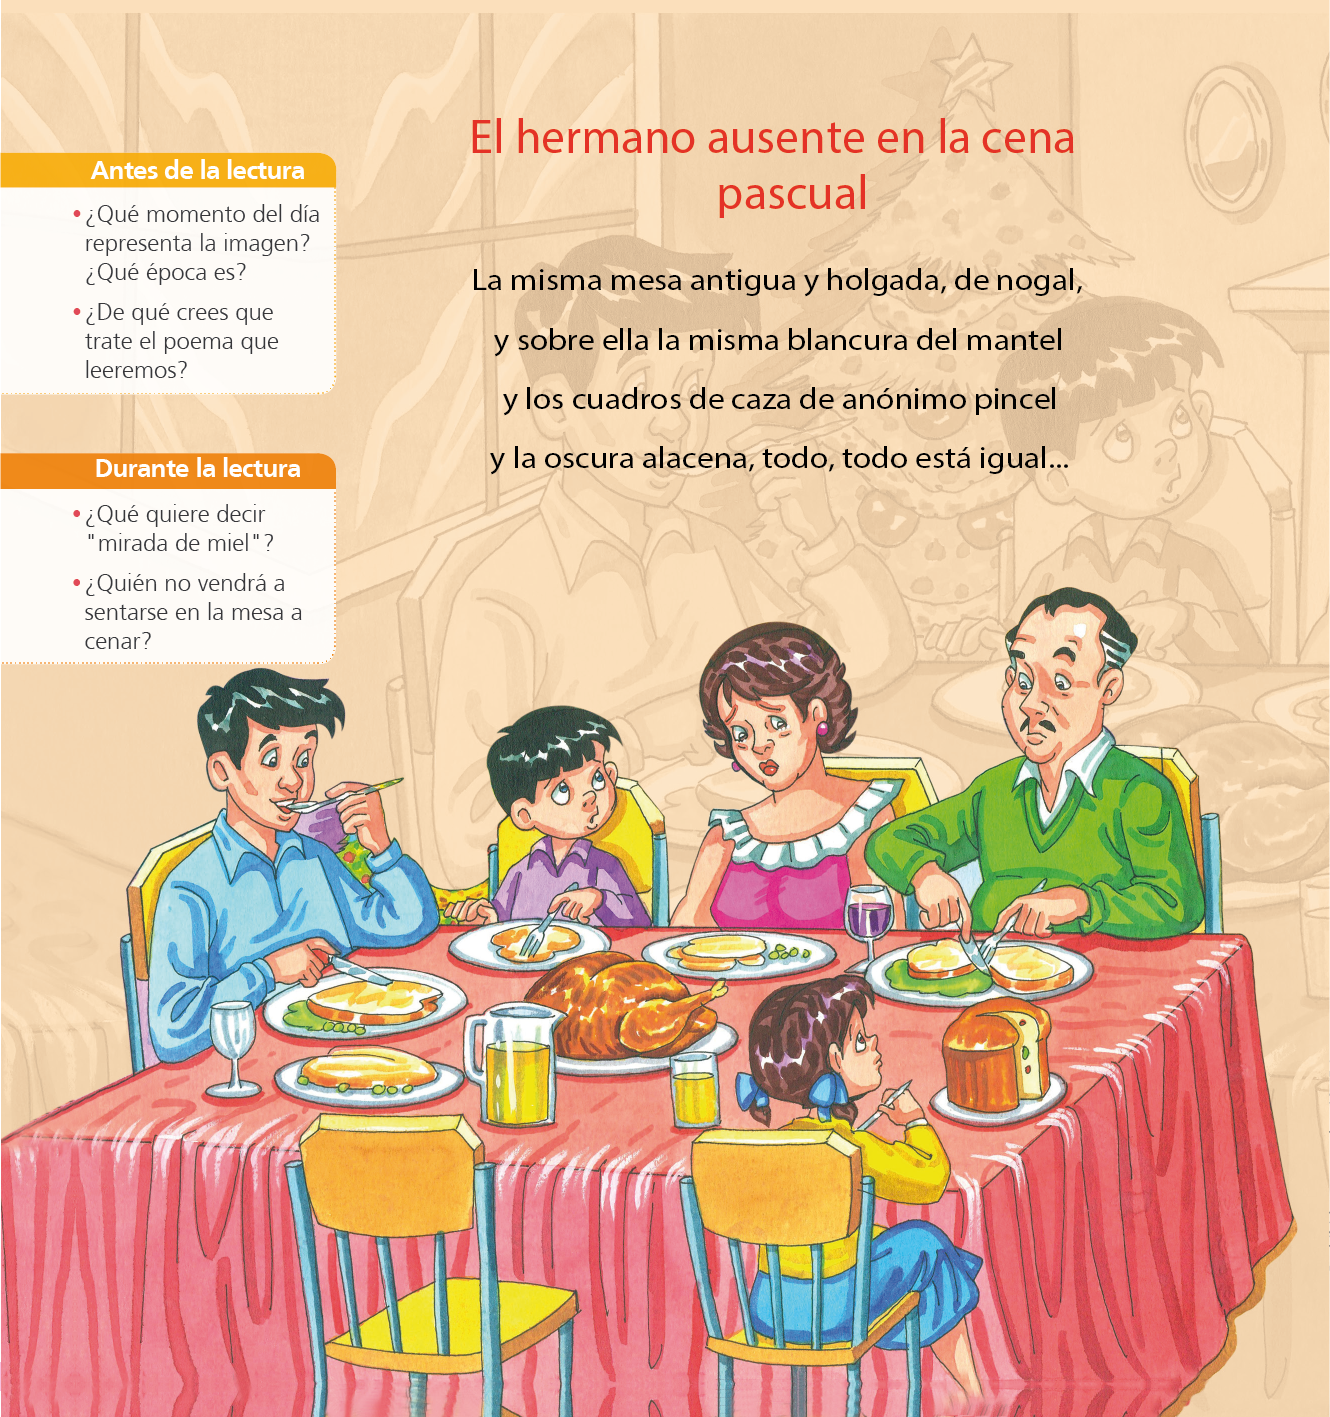 El hermano ausente en la cena
pascual
La misma mesa antigua y holgada, de nogal,
y sobre ella la misma blancura del mantel
y los cuadros de caza de anónimo pincel
y la oscura alacena, todo, todo está igual...
Antes de la lectura
• ¿Qué momento del día
representa la imagen?
¿Qué época es?
• ¿De qué crees que
trate el poema que
leeremos?
Durante la lectura
• ¿Qué quiere decir
"mirada de miel"?
• ¿Quién no vendrá a
sentarse en la mesa a
cenar?